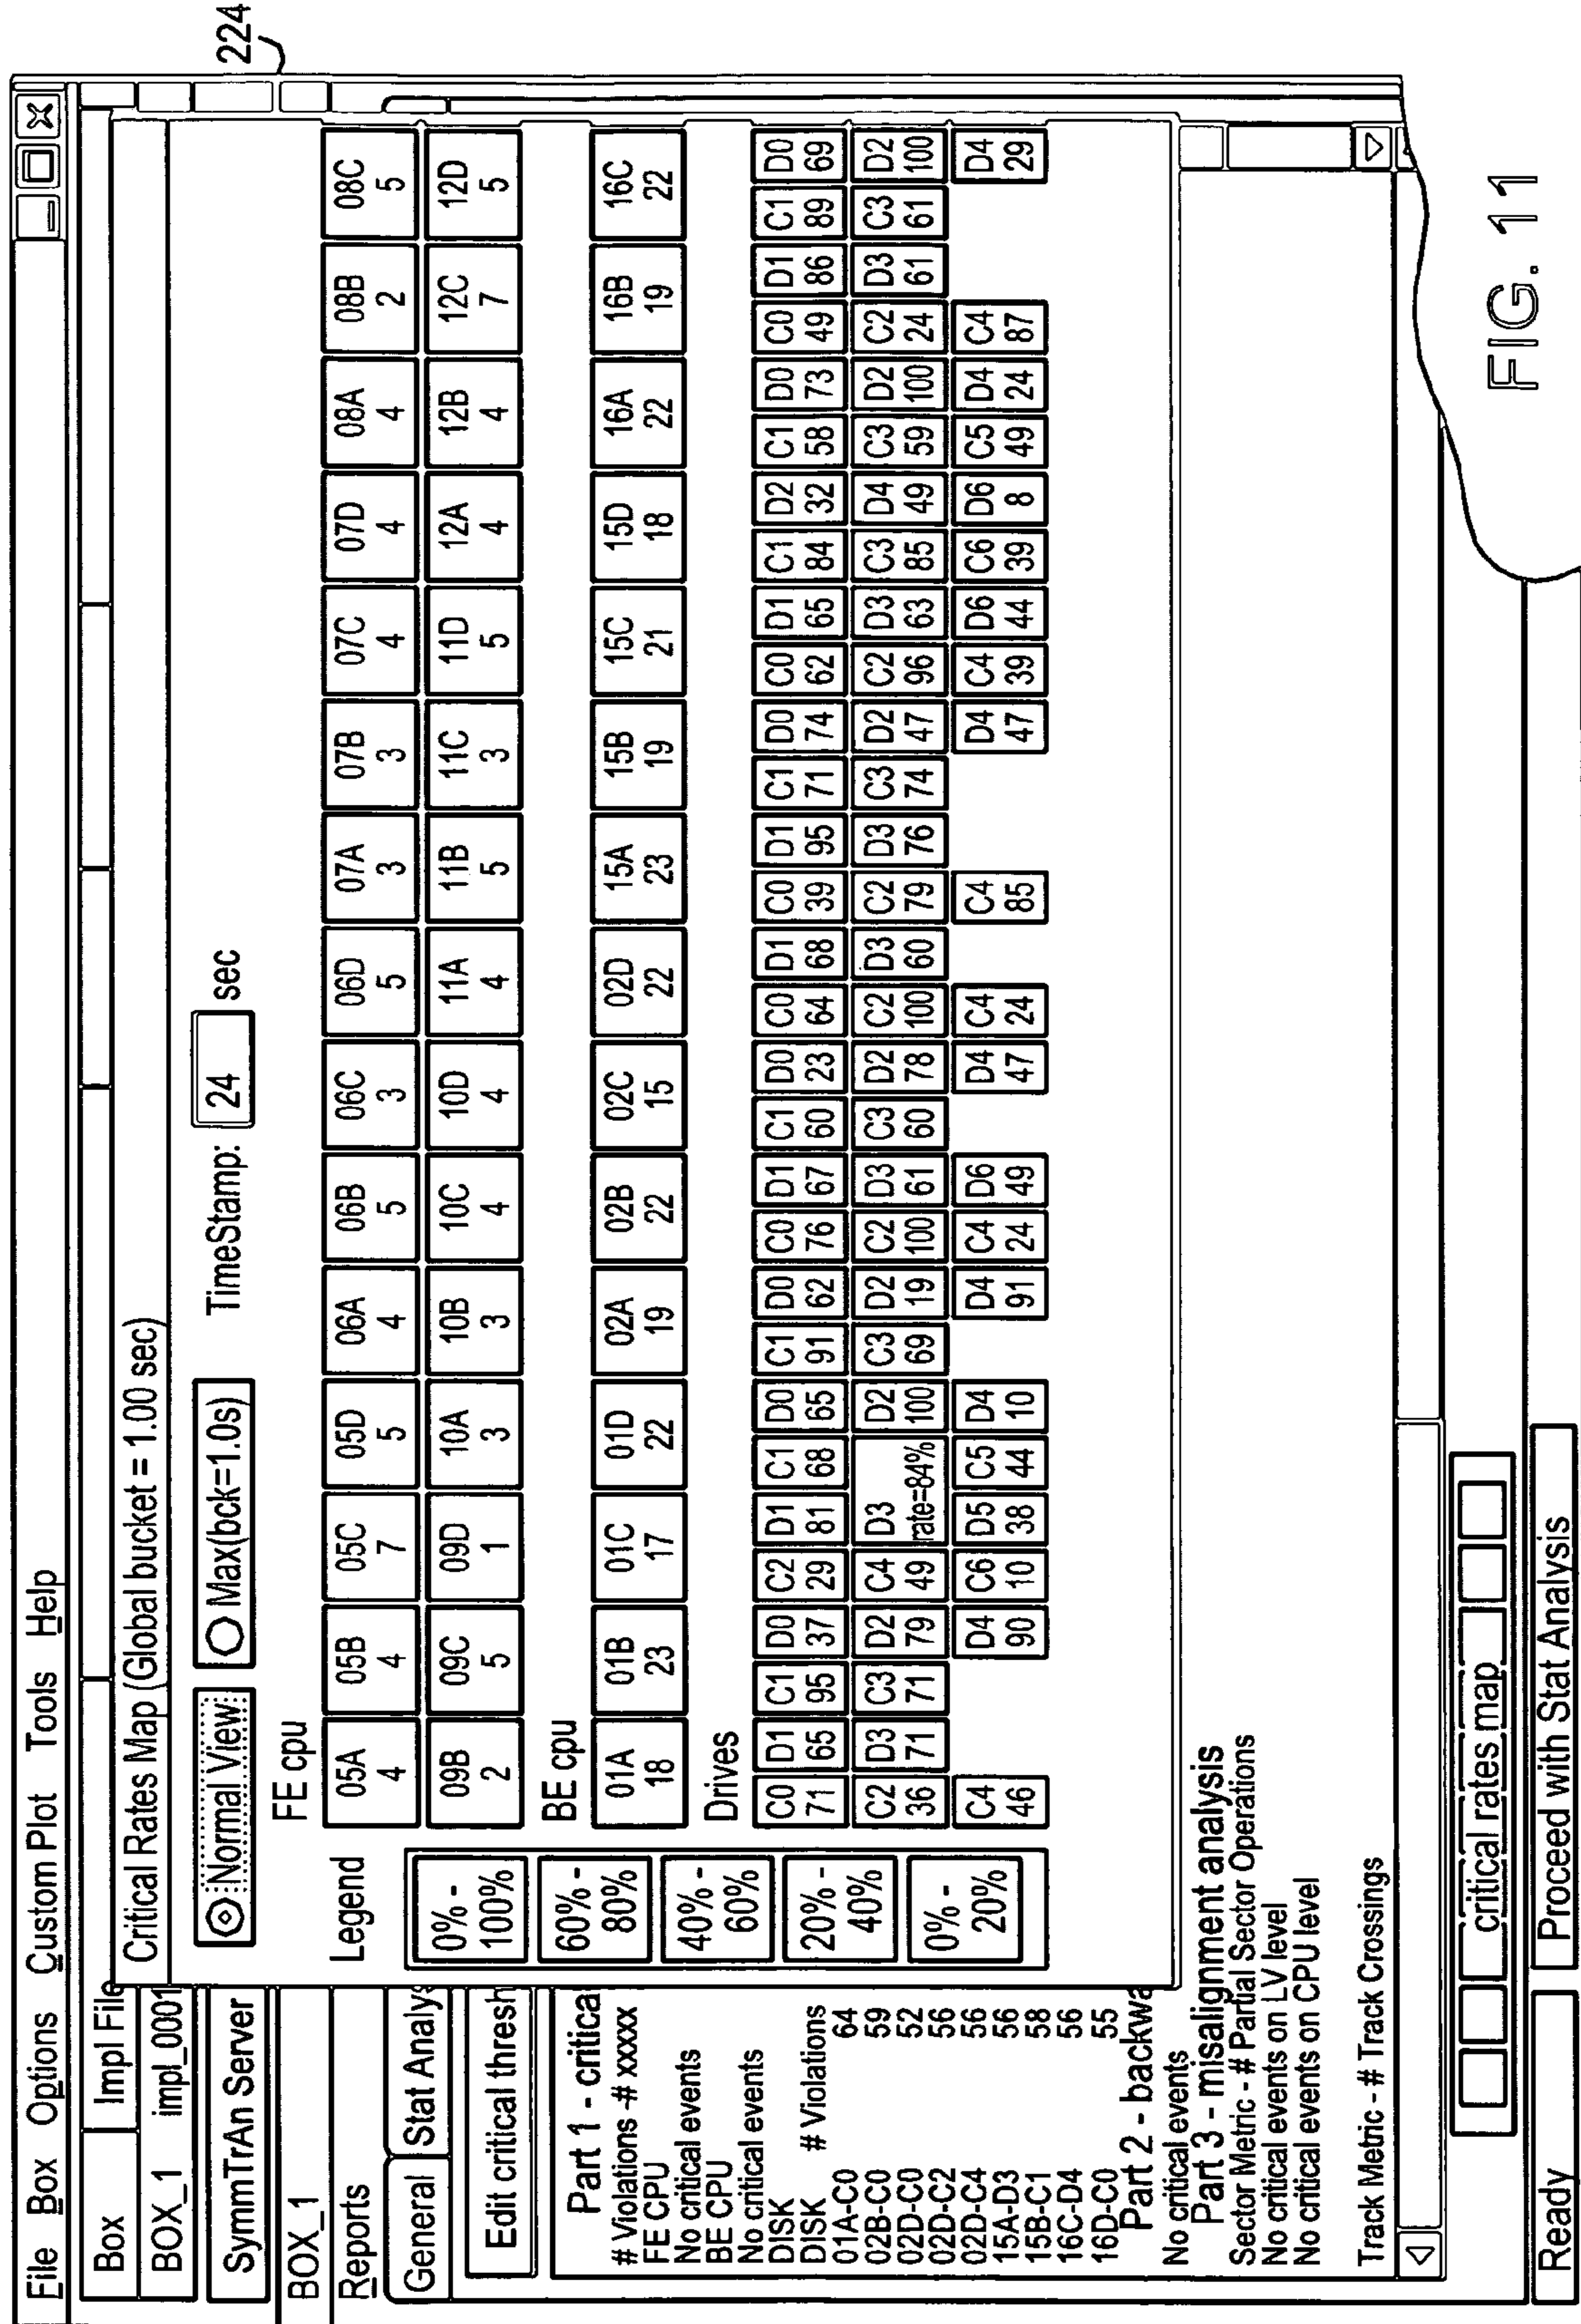 File Box Options Custom Plot Tools Help
Box Impl File
BOX_1 impl_0001
SymmTrAn Server
BOX_1
Reports
General Stat Analys
Edit critical thresh
Part 1 - critical
# Violations -# xxxxx
FE CPU
No critical events
BE CPU
No critical events
DISK
DISK # Violations
01A-C0 64
02B-C0 59
02D-C0 52
02D-C2 56
02D-C4 56
15A-D3 56
15B-C1 58
16C-D4 56
16D-C0 55
Part 2 - backwa
No critical events
Part 3 - misalignment analysis
Sector Metric - # Partial Sector Operations
No critical events on LV level
No critical events on CPU level
Track Metric - # Track Crossings
Critical Rates Map (Global bucket = 1.00 sec)
Normal View Max(bck=1.0s) TimeStamp: 24 sec
Legend
0% - 100%
60% - 80%
40% - 60%
20% - 40%
0% - 20%
FE cpu
05A 05B 05C 05D 06A 06B 06C 06D 07A 07B 07C 07D 08A 08B 08C
4 4 7 5 4 5 3 5 3 3 4 4 4 2 5
09B 09C 09D 10A 10B 10C 10D 11A 11B 11C 11D 12A 12B 12C 12D
2 5 1 3 3 4 4 4 5 3 5 4 4 7 5
BE cpu
01A 01B 01C 01D 02A 02B 02C 02D 15A 15B 15C 15D 16A 16B 16C
18 23 17 22 19 22 15 22 23 19 21 18 22 19 22
Drives
C0 D1 C1 D0 C2 D1 C1 D0 C1 D0 C0 D1 C1 D0 C0 D1 C0 D1 C1 D0 C0 D1 C1 D2 C1 D0 C0 D1 C1 D0
71 65 95 37 29 81 68 65 91 62 76 67 60 23 64 68 39 95 71 74 62 65 84 32 58 73 49 86 89 69
C2 D3 C3 D2 C4 D3 D2 C3 D2 C2 D3 C3 D2 C2 D3 C2 D3 C3 D2 C2 D3 C3 D4 C3 D2 C2 D3 C3 D2
36 71 71 79 49 rate=84% 100 69 19 100 61 60 78 100 60 79 76 74 47 96 63 85 49 59 100 24 61 61 100
C4 D4 C6 D5 C5 D4 D4 C4 D6 D4 C4 C4 D4 C4 D6 C6 D6 C5 D4 C4 D4
46 90 10 38 44 10 91 24 49 47 24 85 47 39 44 39 8 49 24 87 29
critical rates map
Ready Proceed with Stat Analysis
224
FIG. 11